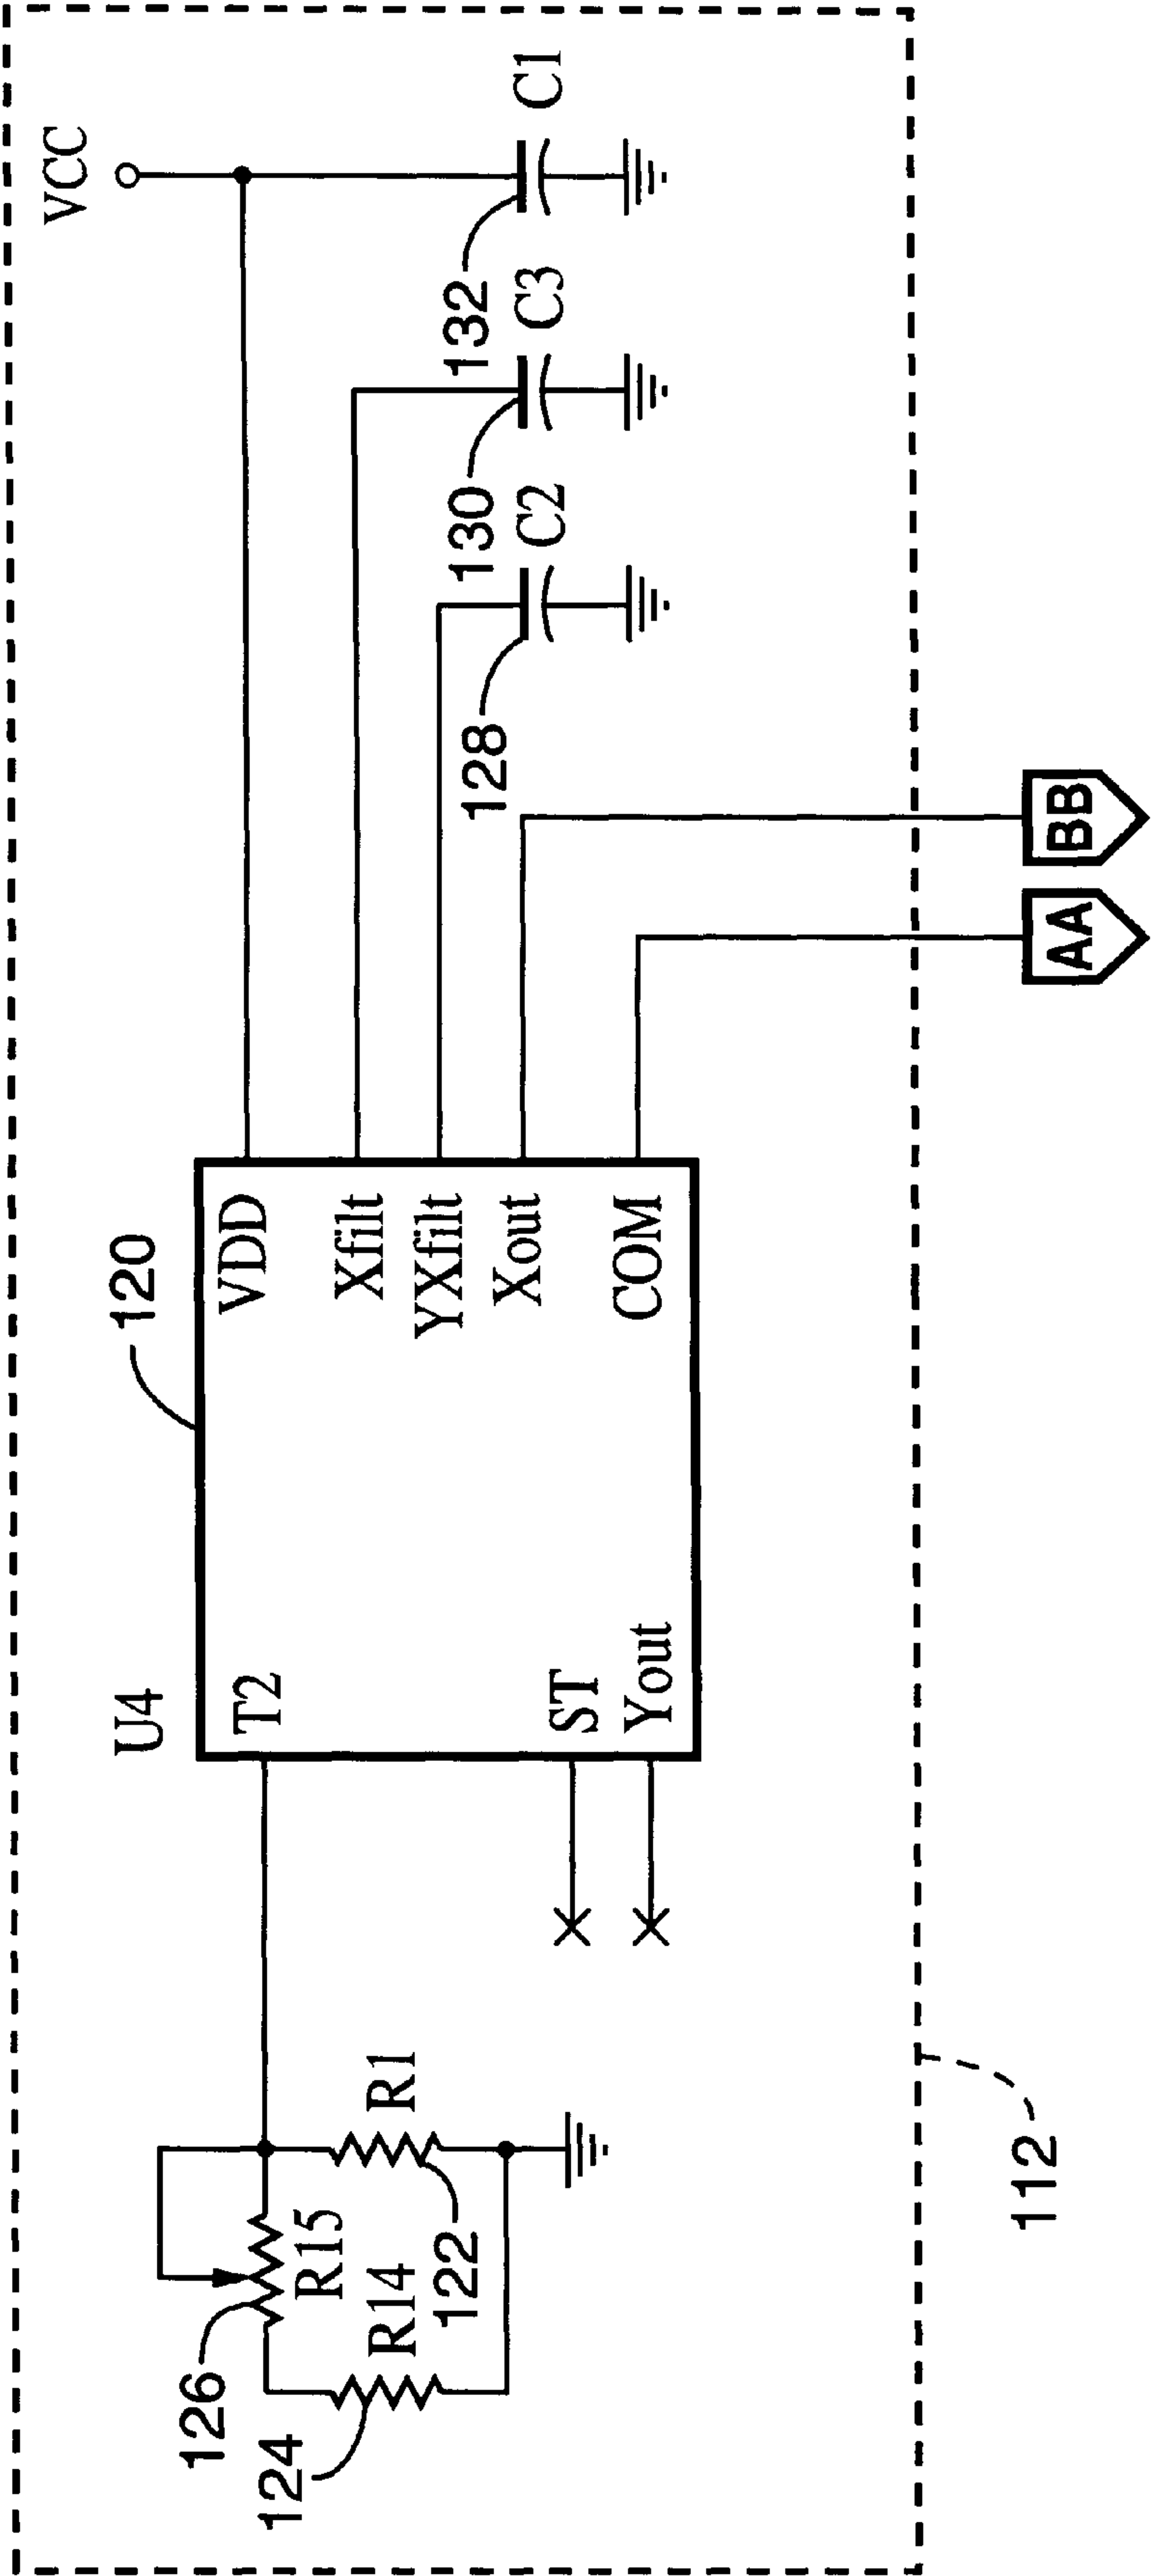 VCC
U4
120
T2
VDD
Xfilt
YXfilt
Xout
COM
ST
Yout
126
R15
124
R14
122
R1
128
C2
130
C3
132
C1
AA
BB
112